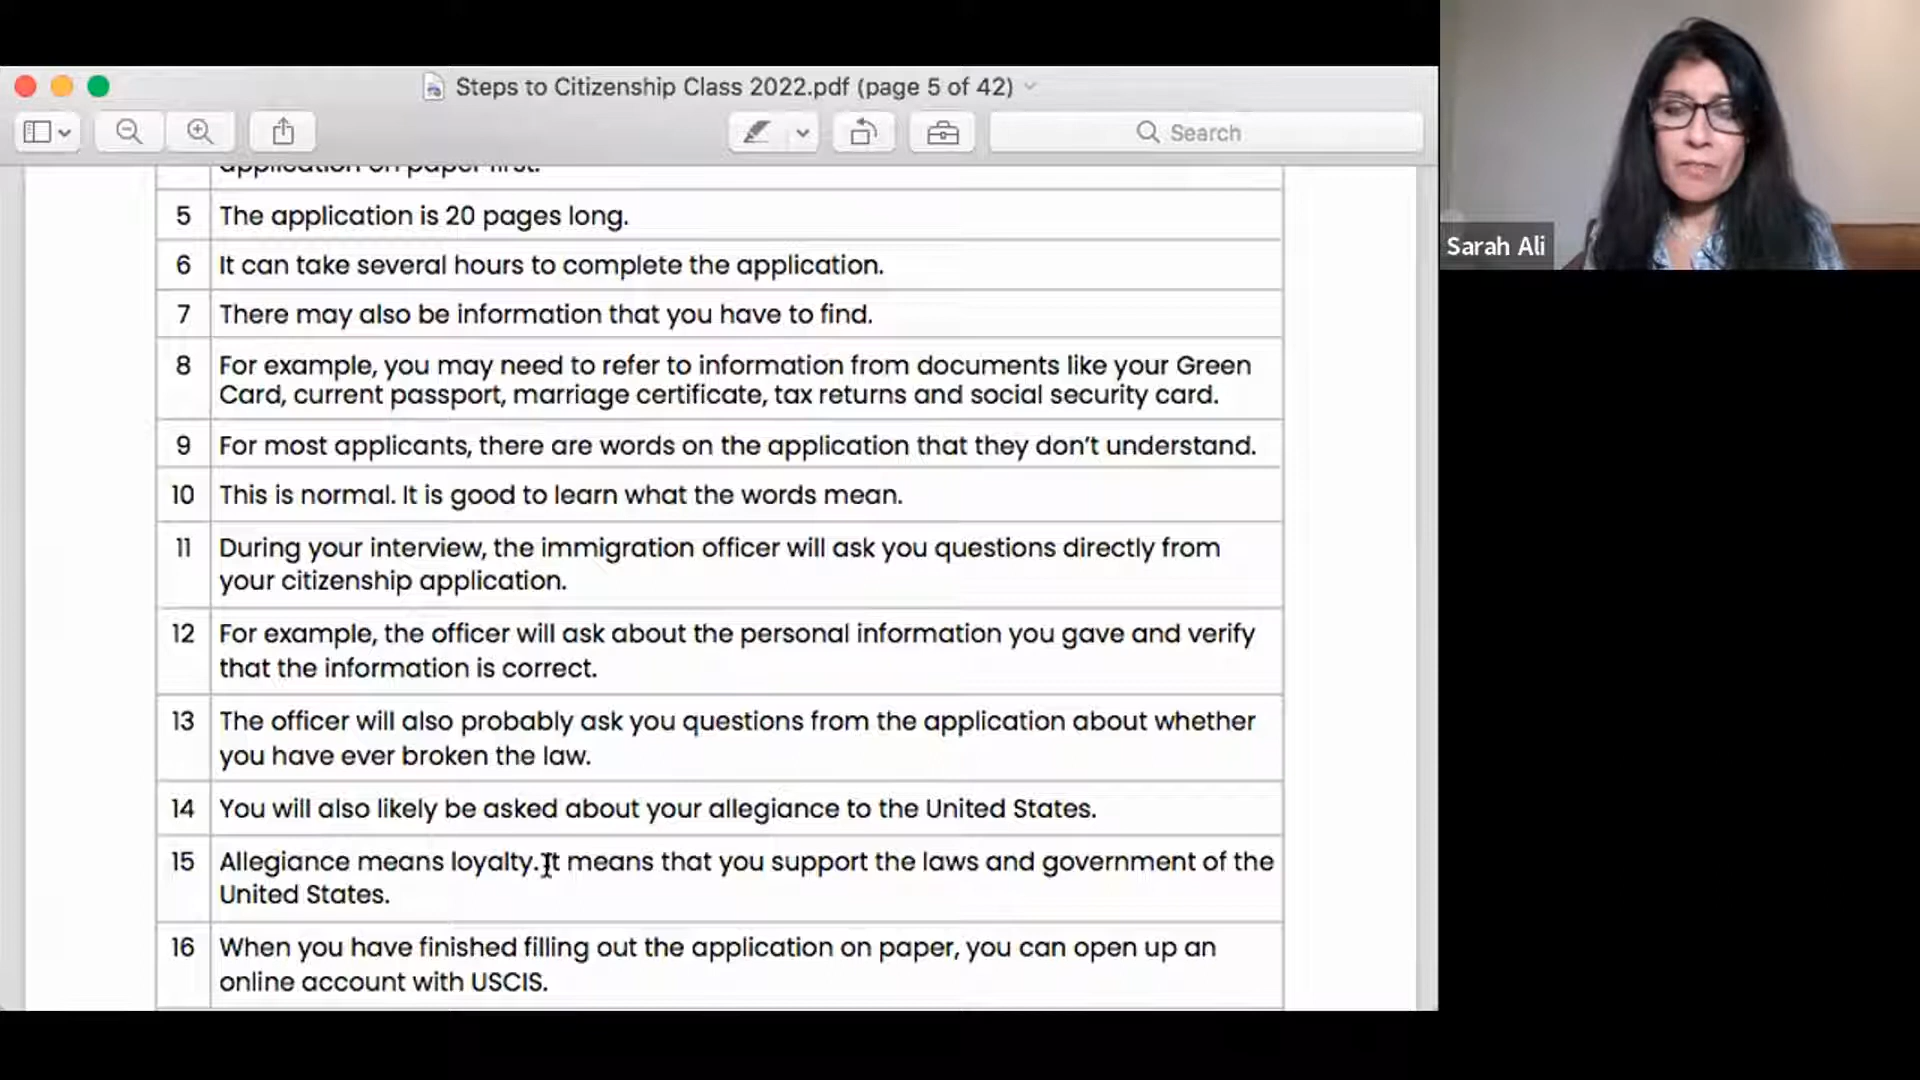 Steps to Citizenship Class 2022.pdf (page 5 of 42)
Search
Sarah Ali
application on paper first.
5 The application is 20 pages long.
6 It can take several hours to complete the application.
7 There may also be information that you have to find.
8 For example, you may need to refer to information from documents like your Green
Card, current passport, marriage certificate, tax returns and social security card.
9 For most applicants, there are words on the application that they don't understand.
10 This is normal. It is good to learn what the words mean.
11 During your interview, the immigration officer will ask you questions directly from
your citizenship application.
12 For example, the officer will ask about the personal information you gave and verify
that the information is correct.
13 The officer will also probably ask you questions from the application about whether
you have ever broken the law.
14 You will also likely be asked about your allegiance to the United States.
15 Allegiance means loyalty. It means that you support the laws and government of the
United States.
16 When you have finished filling out the application on paper, you can open up an
online account with USCIS.